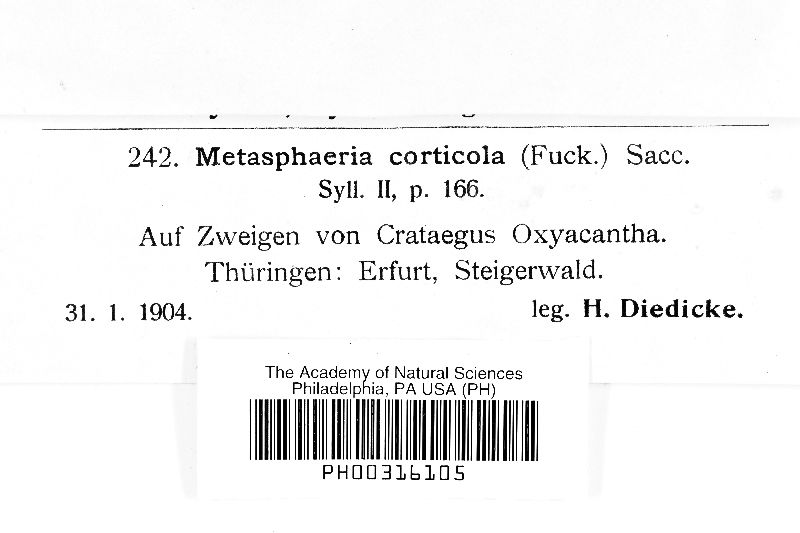 242. Metasphaeria corticola (Fuck.) Sacc.
Syll. II, p. 166.
Auf Zweigen von Crataegus Oxyacantha.
Thüringen: Erfurt, Steigerwald.
31. 1. 1904. leg. H. Diedicke.
The Academy of Natural Sciences
Philadelphia, PA USA (PH)
PH00316105